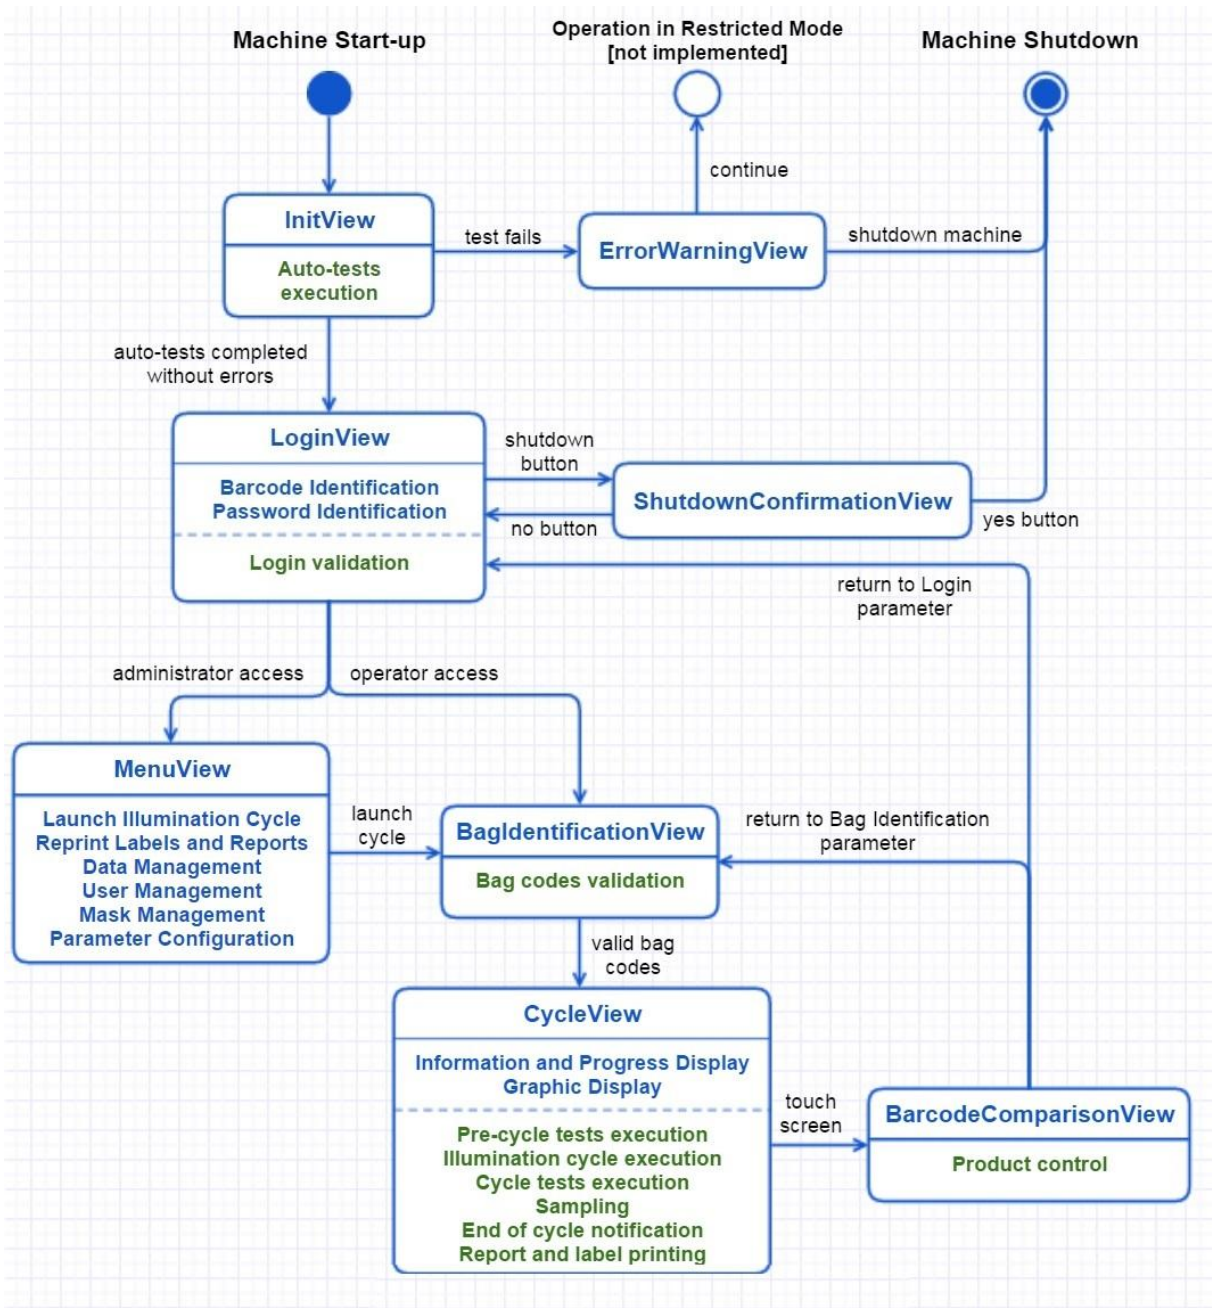 Machine Start-up
Operation in Restricted Mode
[not implemented]
Machine Shutdown
continue
InitView
Auto-tests
execution
test fails
ErrorWarningView
shutdown machine
auto-tests completed
without errors
LoginView
Barcode Identification
Password Identification
Login validation
shutdown
button
no button
ShutdownConfirmationView
yes button
return to Login
parameter
administrator access
operator access
MenuView
Launch Illumination Cycle
Reprint Labels and Reports
Data Management
User Management
Mask Management
Parameter Configuration
launch
cycle
BagIdentificationView
Bag codes validation
return to Bag Identification
parameter
valid bag
codes
CycleView
Information and Progress Display
Graphic Display
Pre-cycle tests execution
Illumination cycle execution
Cycle tests execution
Sampling
End of cycle notification
Report and label printing
touch
screen
BarcodeComparisonView
Product control